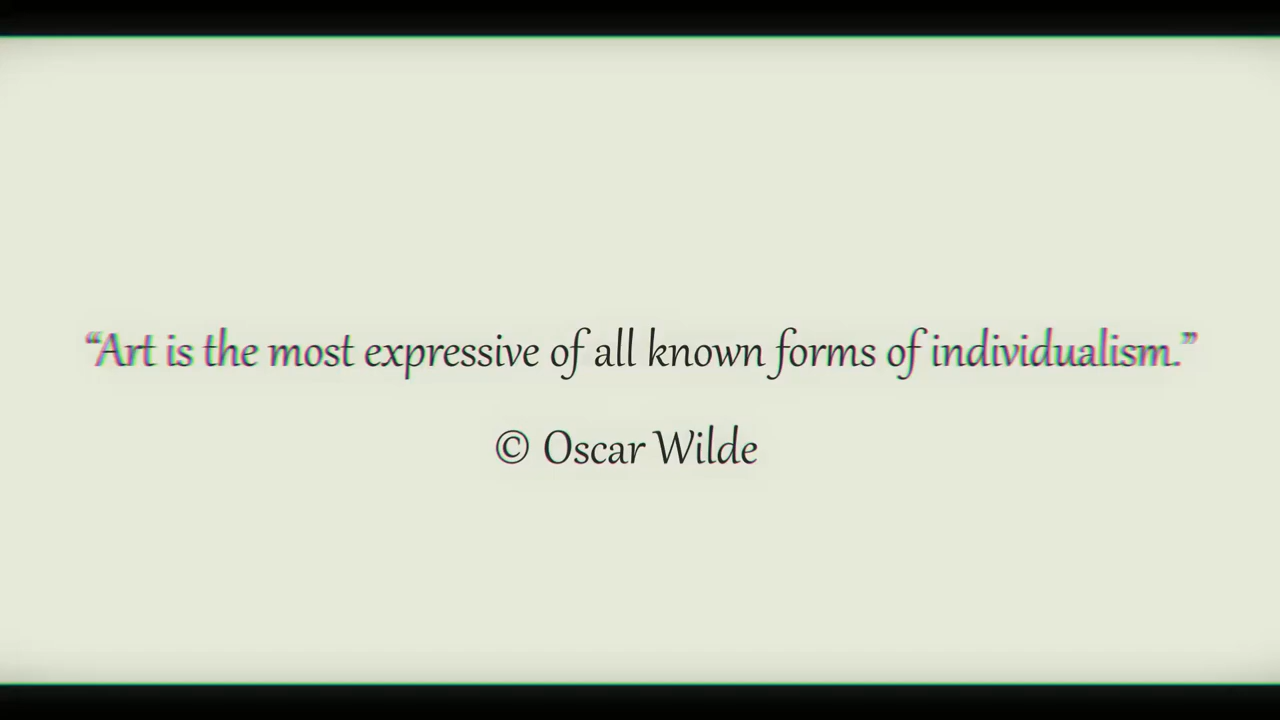 “Art is the most expressive of all known forms of individualism.”
© Oscar Wilde